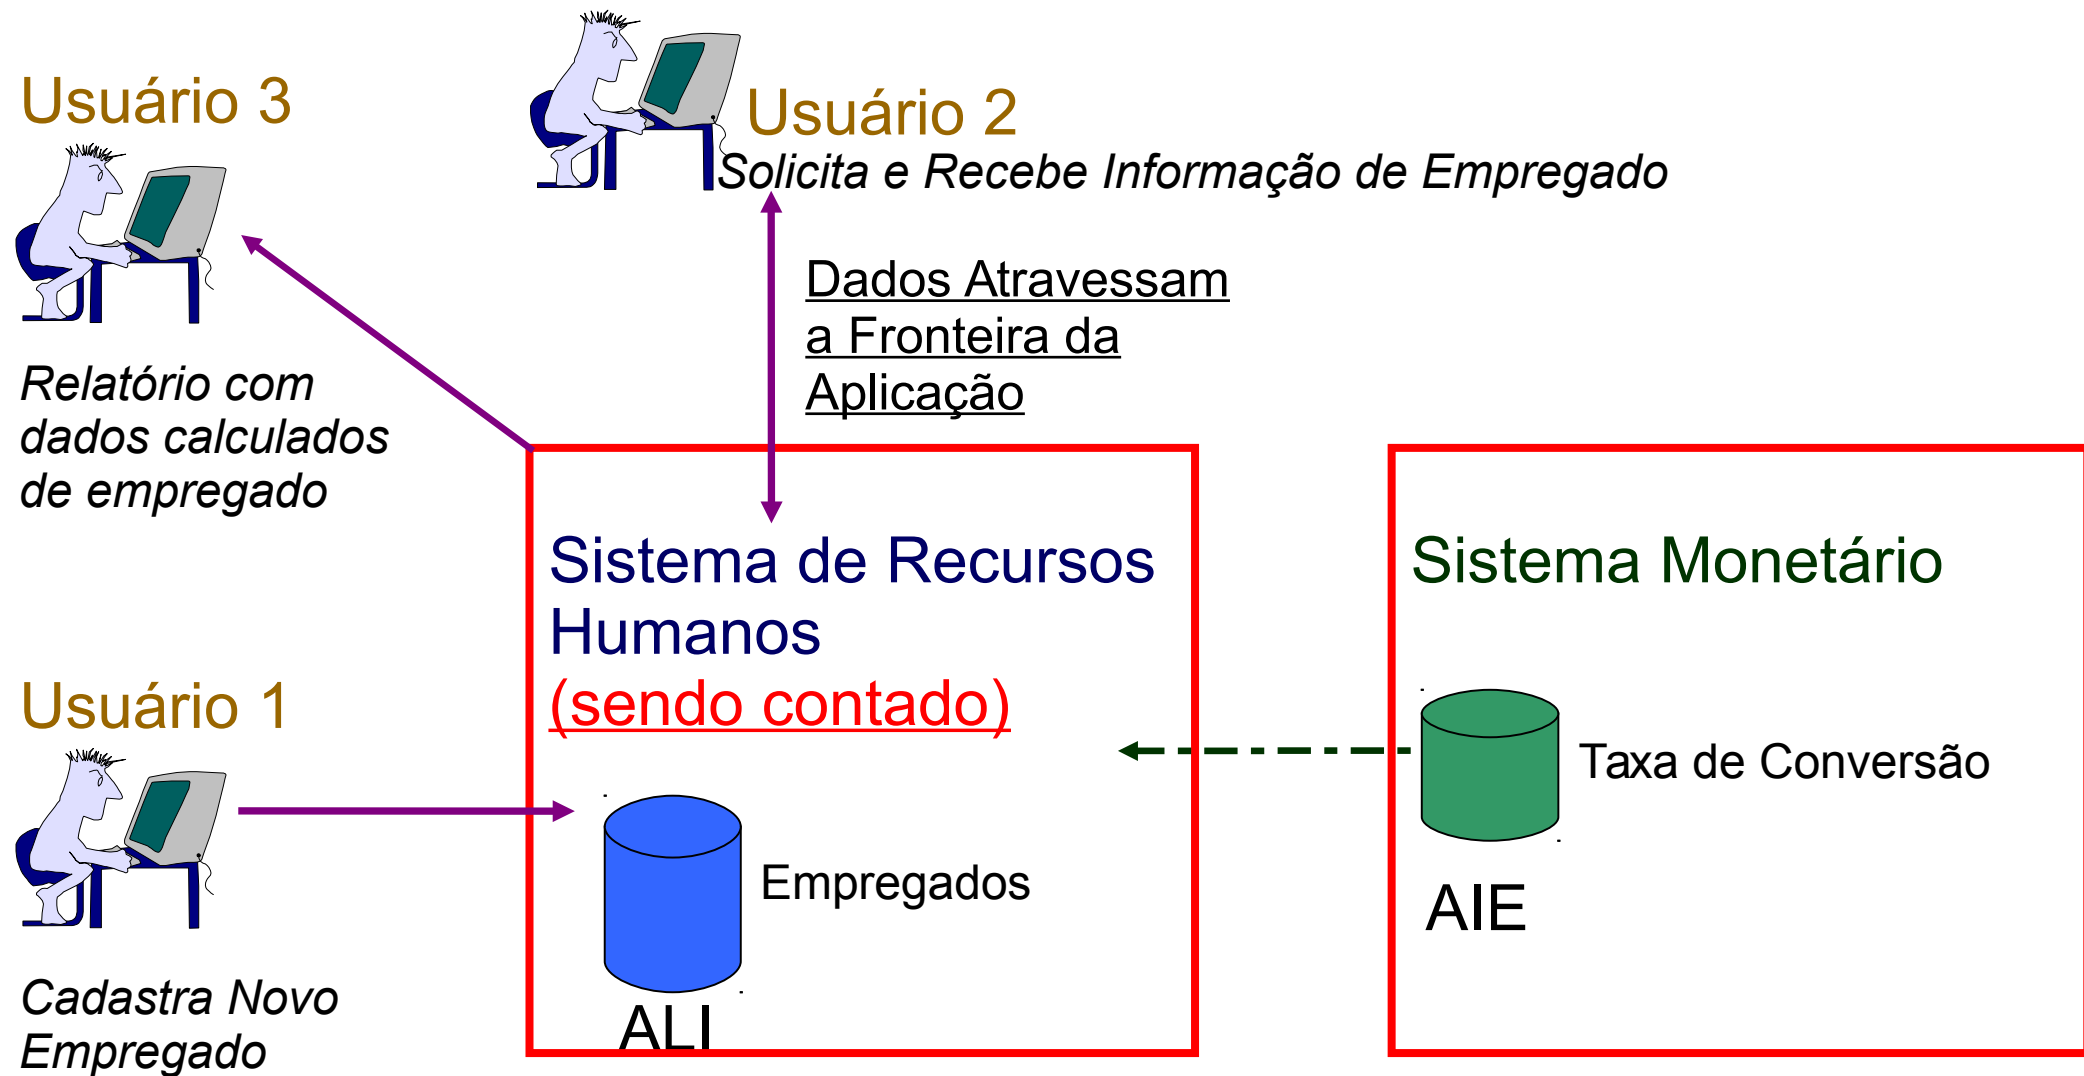 Usuário 3
Usuário 2
Solicita e Recebe Informação de Empregado
Dados Atravessam
a Fronteira da
Aplicação
Relatório com
dados calculados
de empregado
Sistema de Recursos
Humanos
(sendo contado)
Sistema Monetário
Usuário 1
Taxa de Conversão
Empregados
AIE
ALI
Cadastra Novo
Empregado